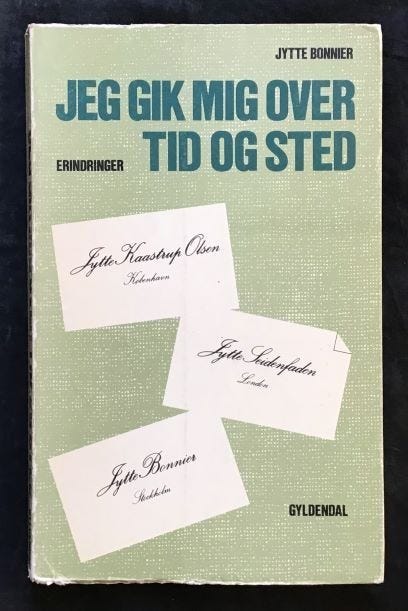 JYTTE BONNIER
JEG GIK MIG OVER
TID OG STED
ERINDRINGER
Jytte Kaastrup Olsen
København
Jytte Seidenfaden
London
Jytte Bonnier
Stockholm
GYLDENDAL